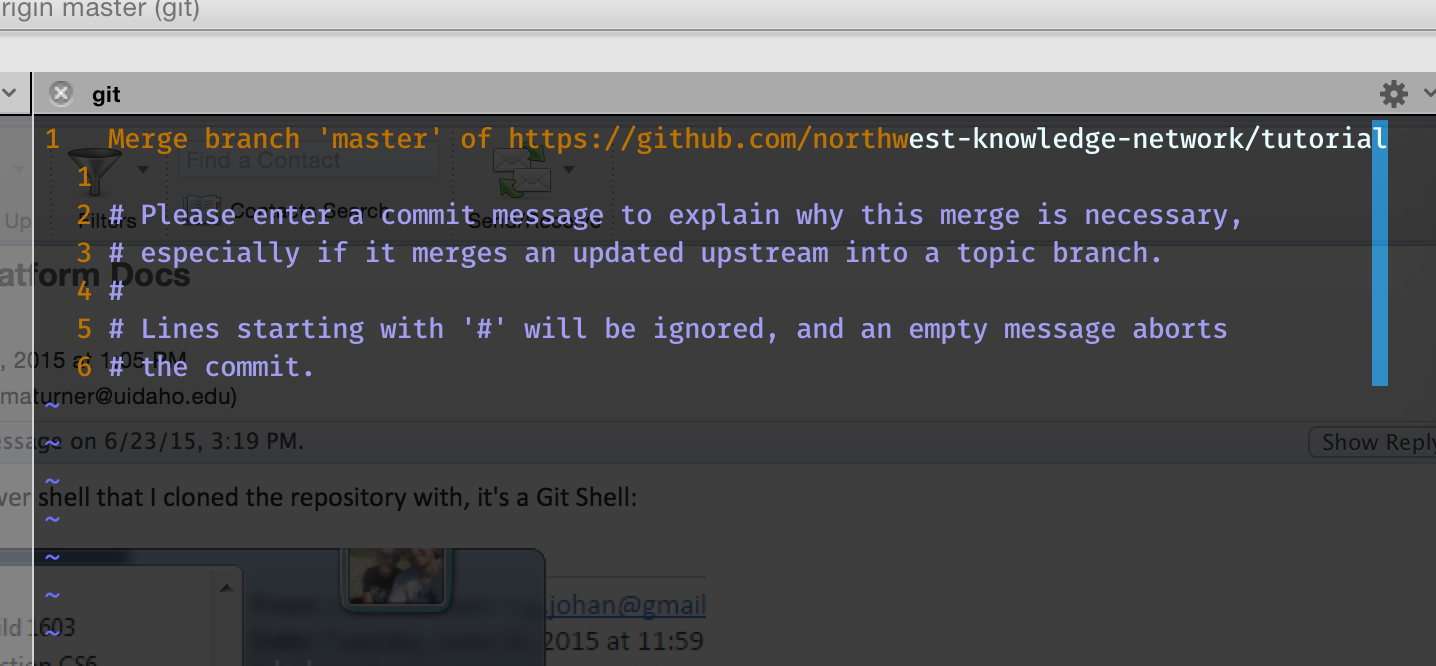 rigin master (git)
git
1 Merge branch 'master' of https://github.com/northwest-knowledge-network/tutorial
1
Find a Contact
2 # Please enter a commit message to explain why this merge is necessary,
Up Filters Contacts Search Send/Receive
3 # especially if it merges an updated upstream into a topic branch.
atform Docs
4 #
5 # Lines starting with '#' will be ignored, and an empty message aborts
, 2015 at 1:05 PM
6 # the commit.
maturner@uidaho.edu)
~
essage on 6/23/15, 3:19 PM.
Show Reply
~
~
ver shell that I cloned the repository with, it's a Git Shell:
~
~
~
johan@gmail
ild 1603
~
2015 at 11:59
ction CS6